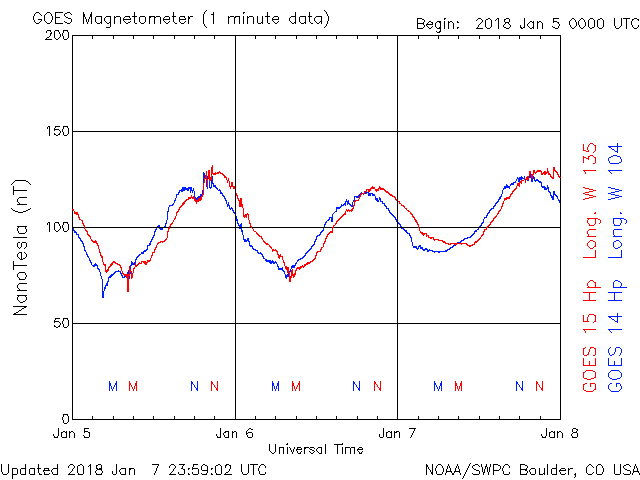 GOES Magnetometer (1 minute data)
Begin: 2018 Jan 5 0000 UTC
200
150
100
50
0
NanoTesla (nT)
M M N N M M N N M M N N
Jan 5 Jan 6 Jan 7 Jan 8
Universal Time
GOES 15 Hp Long. W 135
GOES 14 Hp Long. W 104
Updated 2018 Jan 7 23:59:02 UTC
NOAA/SWPC Boulder, CO USA